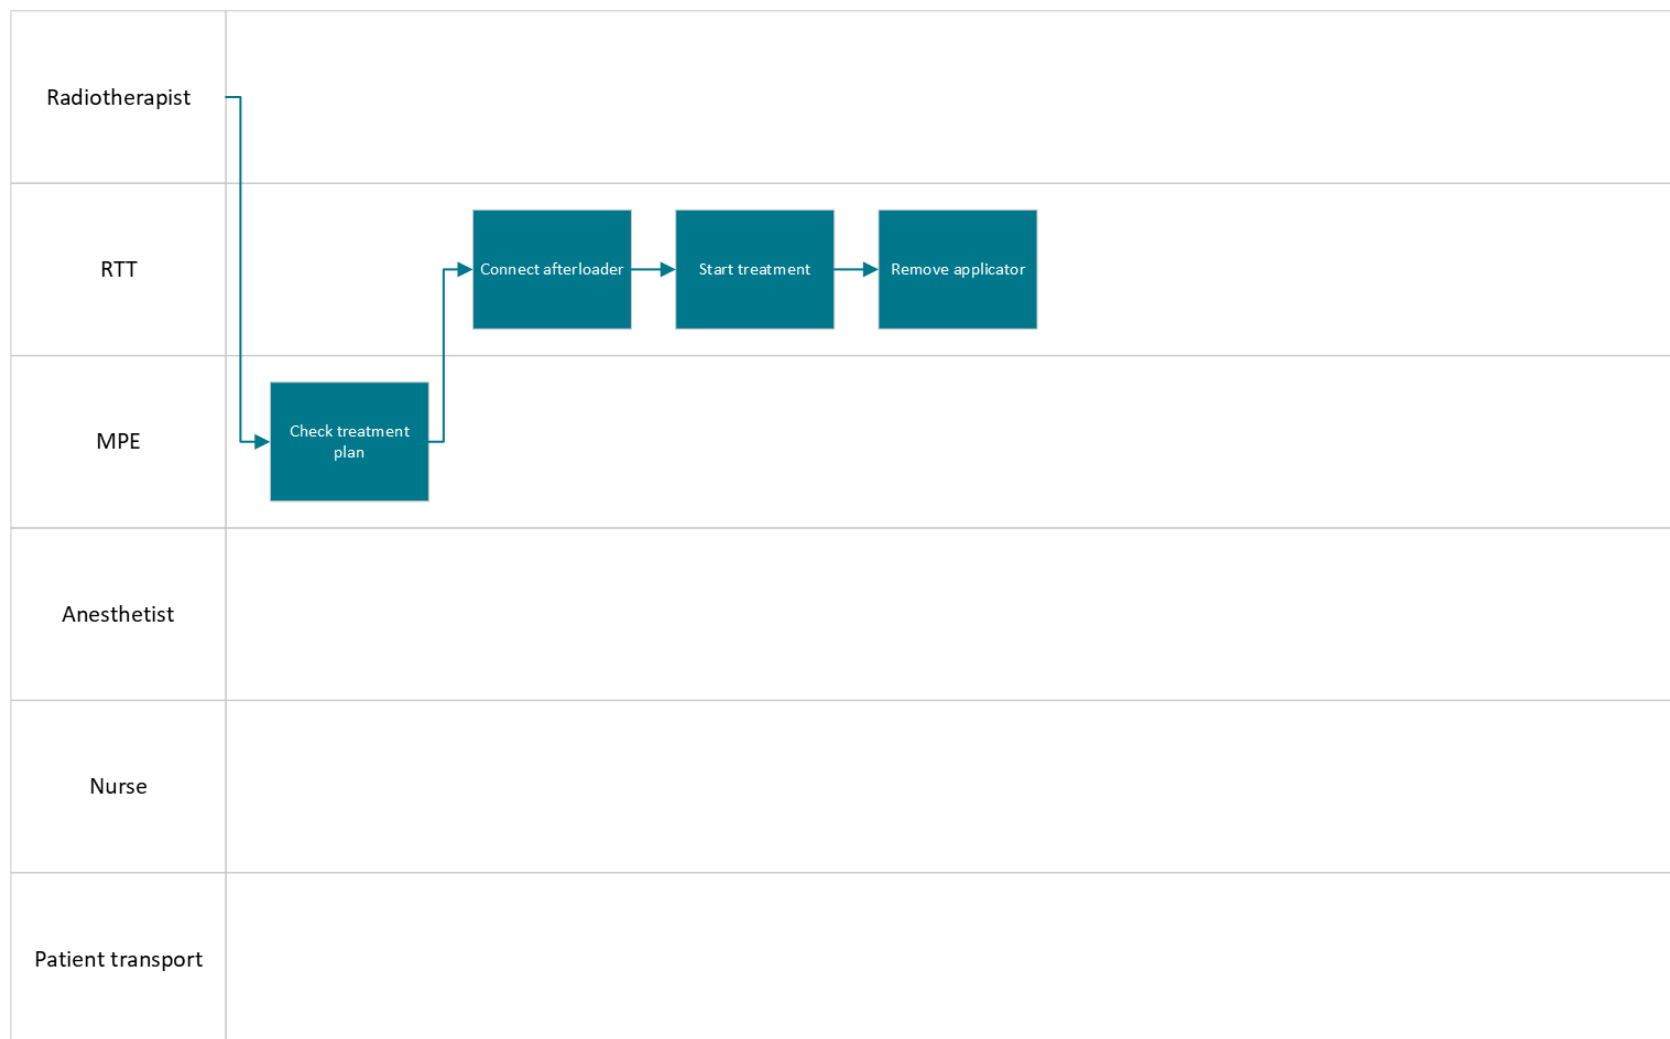 Radiotherapist
RTT
Connect afterloader
Start treatment
Remove applicator
MPE
Check treatment
plan
Anesthetist
Nurse
Patient transport